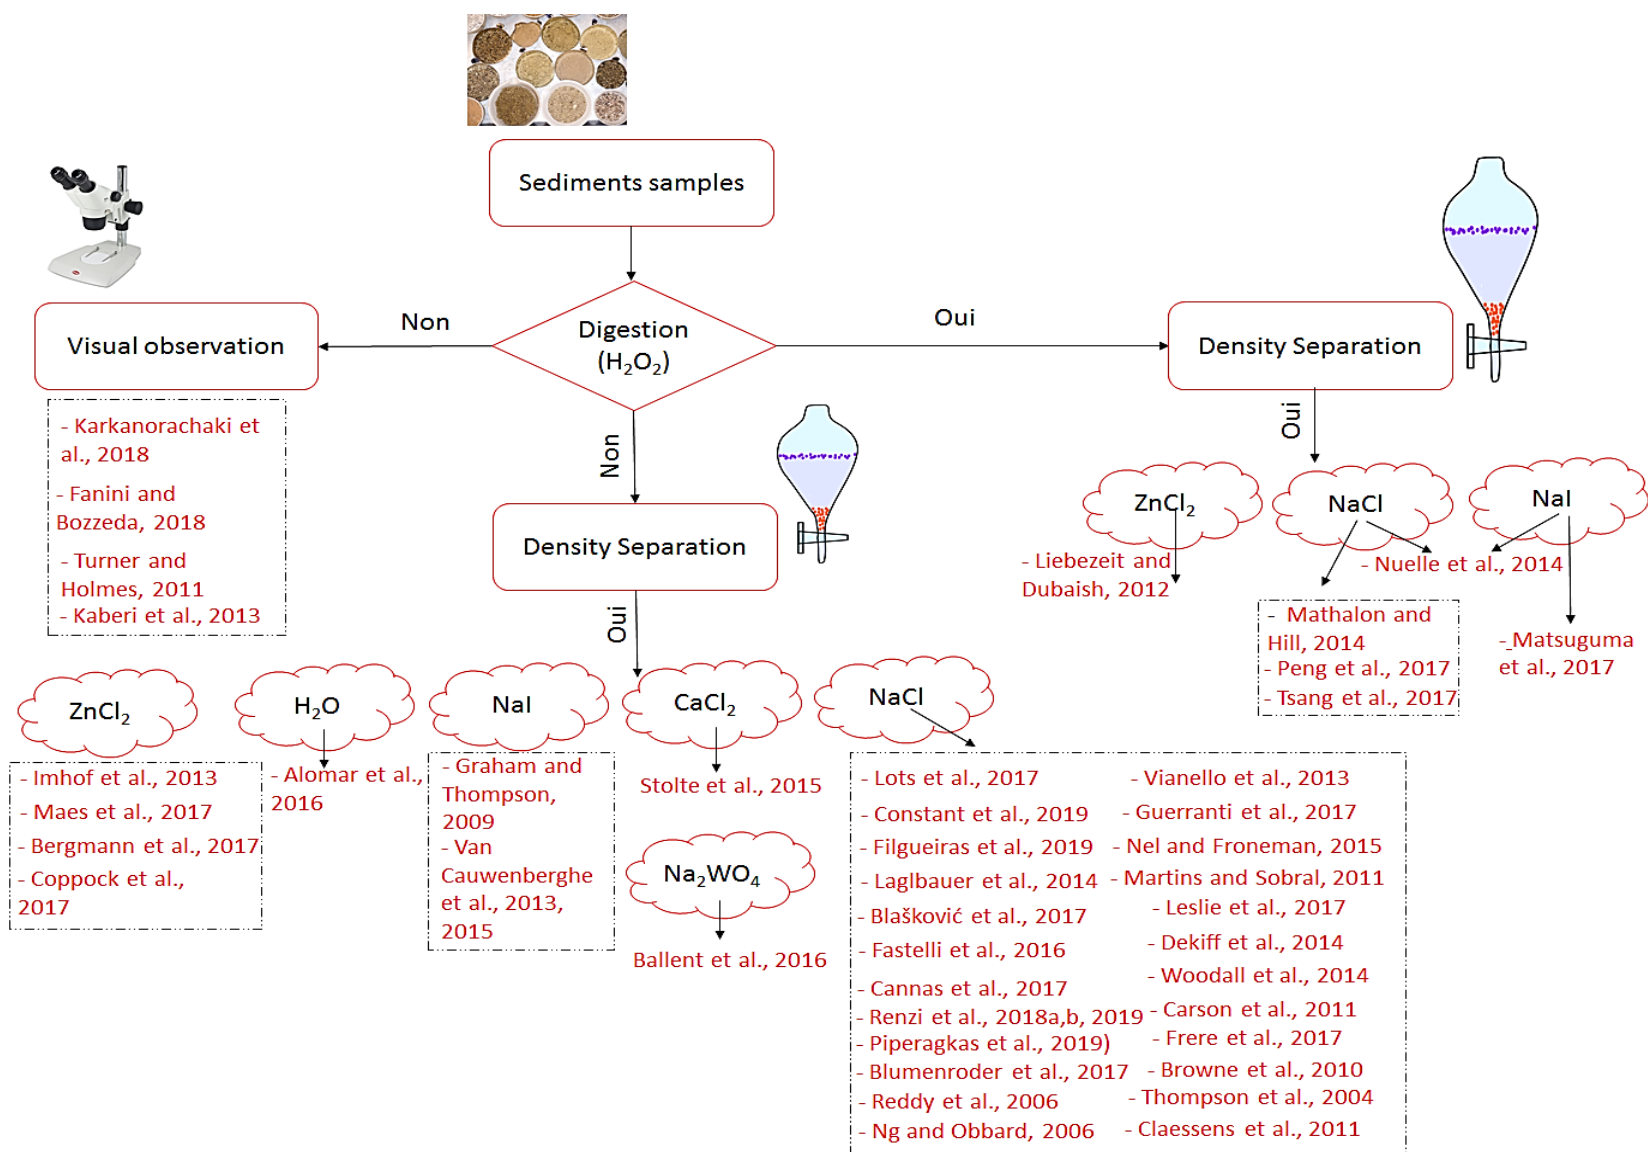 Sediments samples
Digestion
(H₂O₂)
Non
Oui
Visual observation
- Karkanorachaki et
al., 2018
- Fanini and
Bozzeda, 2018
- Turner and
Holmes, 2011
- Kaberi et al., 2013
Non
Density Separation
Oui
Density Separation
Oui
ZnCl₂
- Liebezeit and
Dubaish, 2012
NaCl
NaI
- Nuelle et al., 2014
- Mathalon and
Hill, 2014
- Peng et al., 2017
- Tsang et al., 2017
- Matsuguma
et al., 2017
ZnCl₂
- Imhof et al., 2013
- Maes et al., 2017
- Bergmann et al., 2017
- Coppock et al.,
2017
H₂O
- Alomar et al.,
2016
NaI
- Graham and
Thompson,
2009
- Van
Cauwenberghe
et al., 2013,
2015
CaCl₂
Stolte et al., 2015
Na₂WO₄
Ballent et al., 2016
NaCl
- Lots et al., 2017
- Constant et al., 2019
- Filgueiras et al., 2019
- Laglbauer et al., 2014
- Blašković et al., 2017
- Fastelli et al., 2016
- Cannas et al., 2017
- Renzi et al., 2018a,b, 2019
- Piperagkas et al., 2019)
- Blumenroder et al., 2017
- Reddy et al., 2006
- Ng and Obbard, 2006
- Vianello et al., 2013
- Guerranti et al., 2017
- Nel and Froneman, 2015
- Martins and Sobral, 2011
- Leslie et al., 2017
- Dekiff et al., 2014
- Woodall et al., 2014
- Carson et al., 2011
- Frere et al., 2017
- Browne et al., 2010
- Thompson et al., 2004
- Claessens et al., 2011